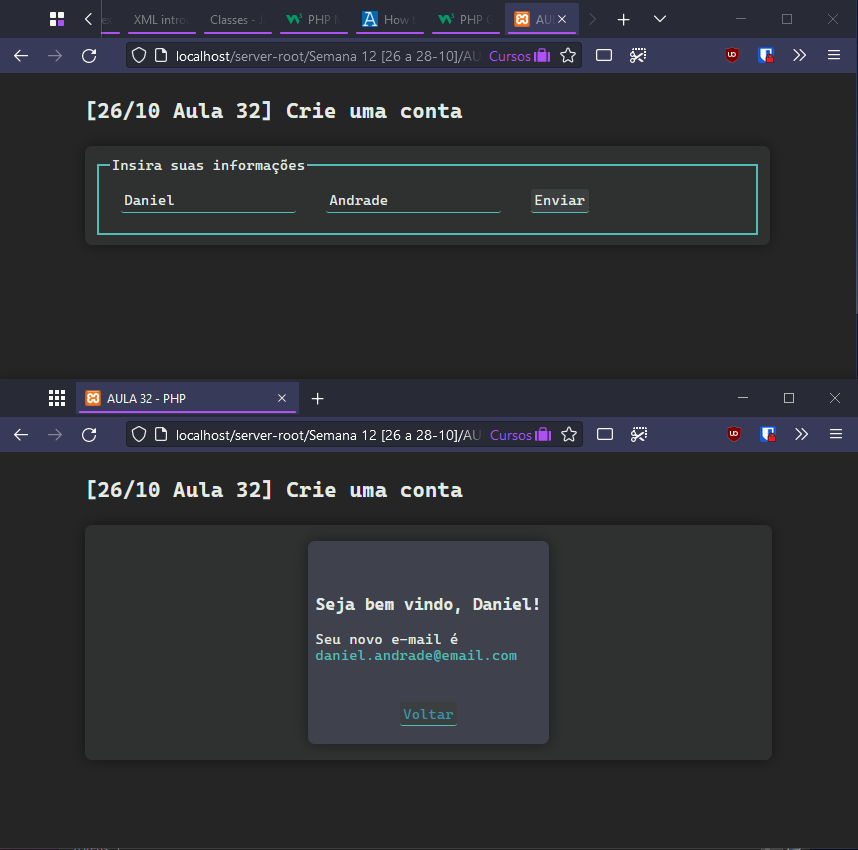 XML intro
Classes - J
PHP M
How t
PHP C
AU
localhost/server-root/Semana 12 [26 a 28-10]/AU
Cursos
[26/10 Aula 32] Crie uma conta
Insira suas informações
Daniel
Andrade
Enviar
AULA 32 - PHP
localhost/server-root/Semana 12 [26 a 28-10]/AU
Cursos
[26/10 Aula 32] Crie uma conta
Seja bem vindo, Daniel!
Seu novo e-mail é
daniel.andrade@email.com
Voltar